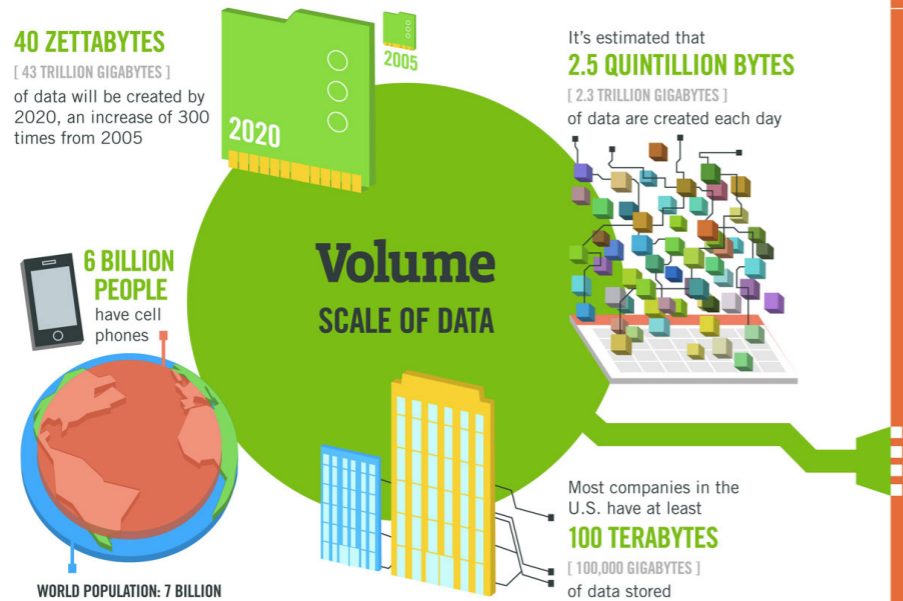 40 ZETTABYTES
[ 43 TRILLION GIGABYTES ]
of data will be created by
2020, an increase of 300
times from 2005
2020
2005
It's estimated that
2.5 QUINTILLION BYTES
[ 2.3 TRILLION GIGABYTES ]
of data are created each day
6 BILLION
PEOPLE
have cell
phones
WORLD POPULATION: 7 BILLION
Volume
SCALE OF DATA
Most companies in the
U.S. have at least
100 TERABYTES
[ 100,000 GIGABYTES ]
of data stored